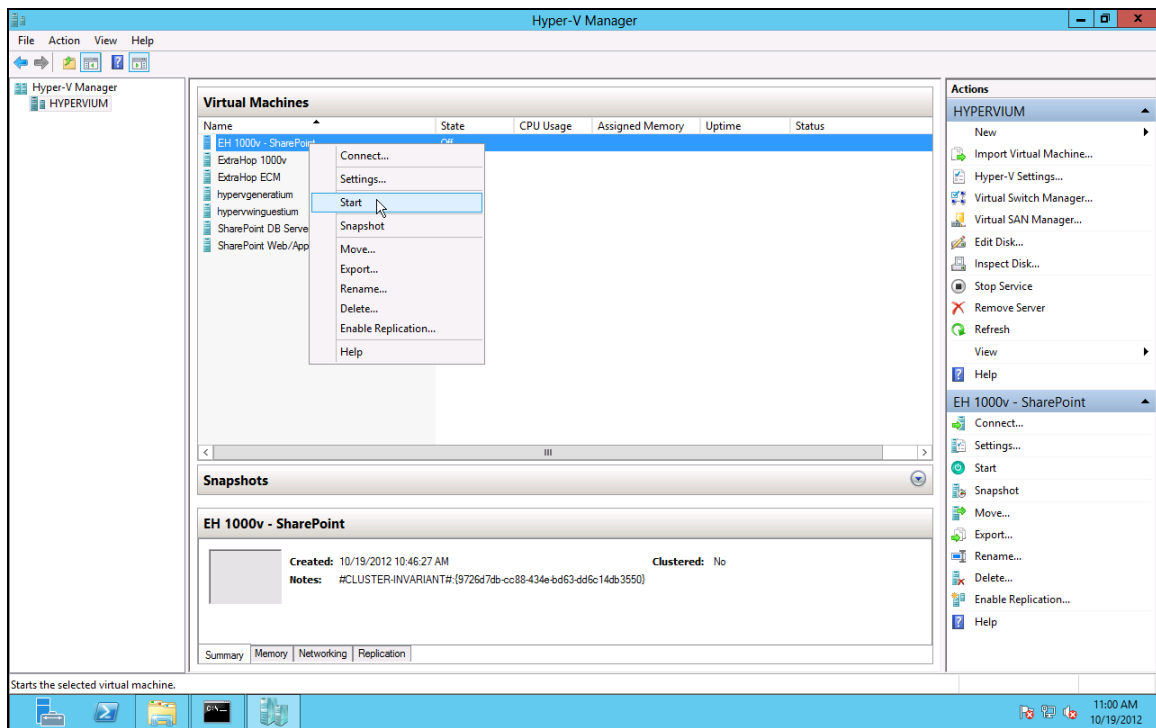 Hyper-V Manager
File Action View Help
Hyper-V Manager
HYPERVIUM
Virtual Machines
Name State CPU Usage Assigned Memory Uptime Status
EH 1000v - SharePoint Off
ExtraHop 1000v
ExtraHop ECM
hypervgeneratium
hypervwinguestium
SharePoint DB Serve
SharePoint Web/App
Connect...
Settings...
Start
Snapshot
Move...
Export...
Rename...
Delete...
Enable Replication...
Help
Snapshots
EH 1000v - SharePoint
Created: 10/19/2012 10:46:27 AM Clustered: No
Notes: #CLUSTER-INVARIANT#:{9726d7db-cc88-434e-bd63-dd6c14db3550}
Summary Memory Networking Replication
Actions
HYPERVIUM
New
Import Virtual Machine...
Hyper-V Settings...
Virtual Switch Manager...
Virtual SAN Manager...
Edit Disk...
Inspect Disk...
Stop Service
Remove Server
Refresh
View
Help
EH 1000v - SharePoint
Connect...
Settings...
Start
Snapshot
Move...
Export...
Rename...
Delete...
Enable Replication...
Help
Starts the selected virtual machine.
11:00 AM
10/19/2012